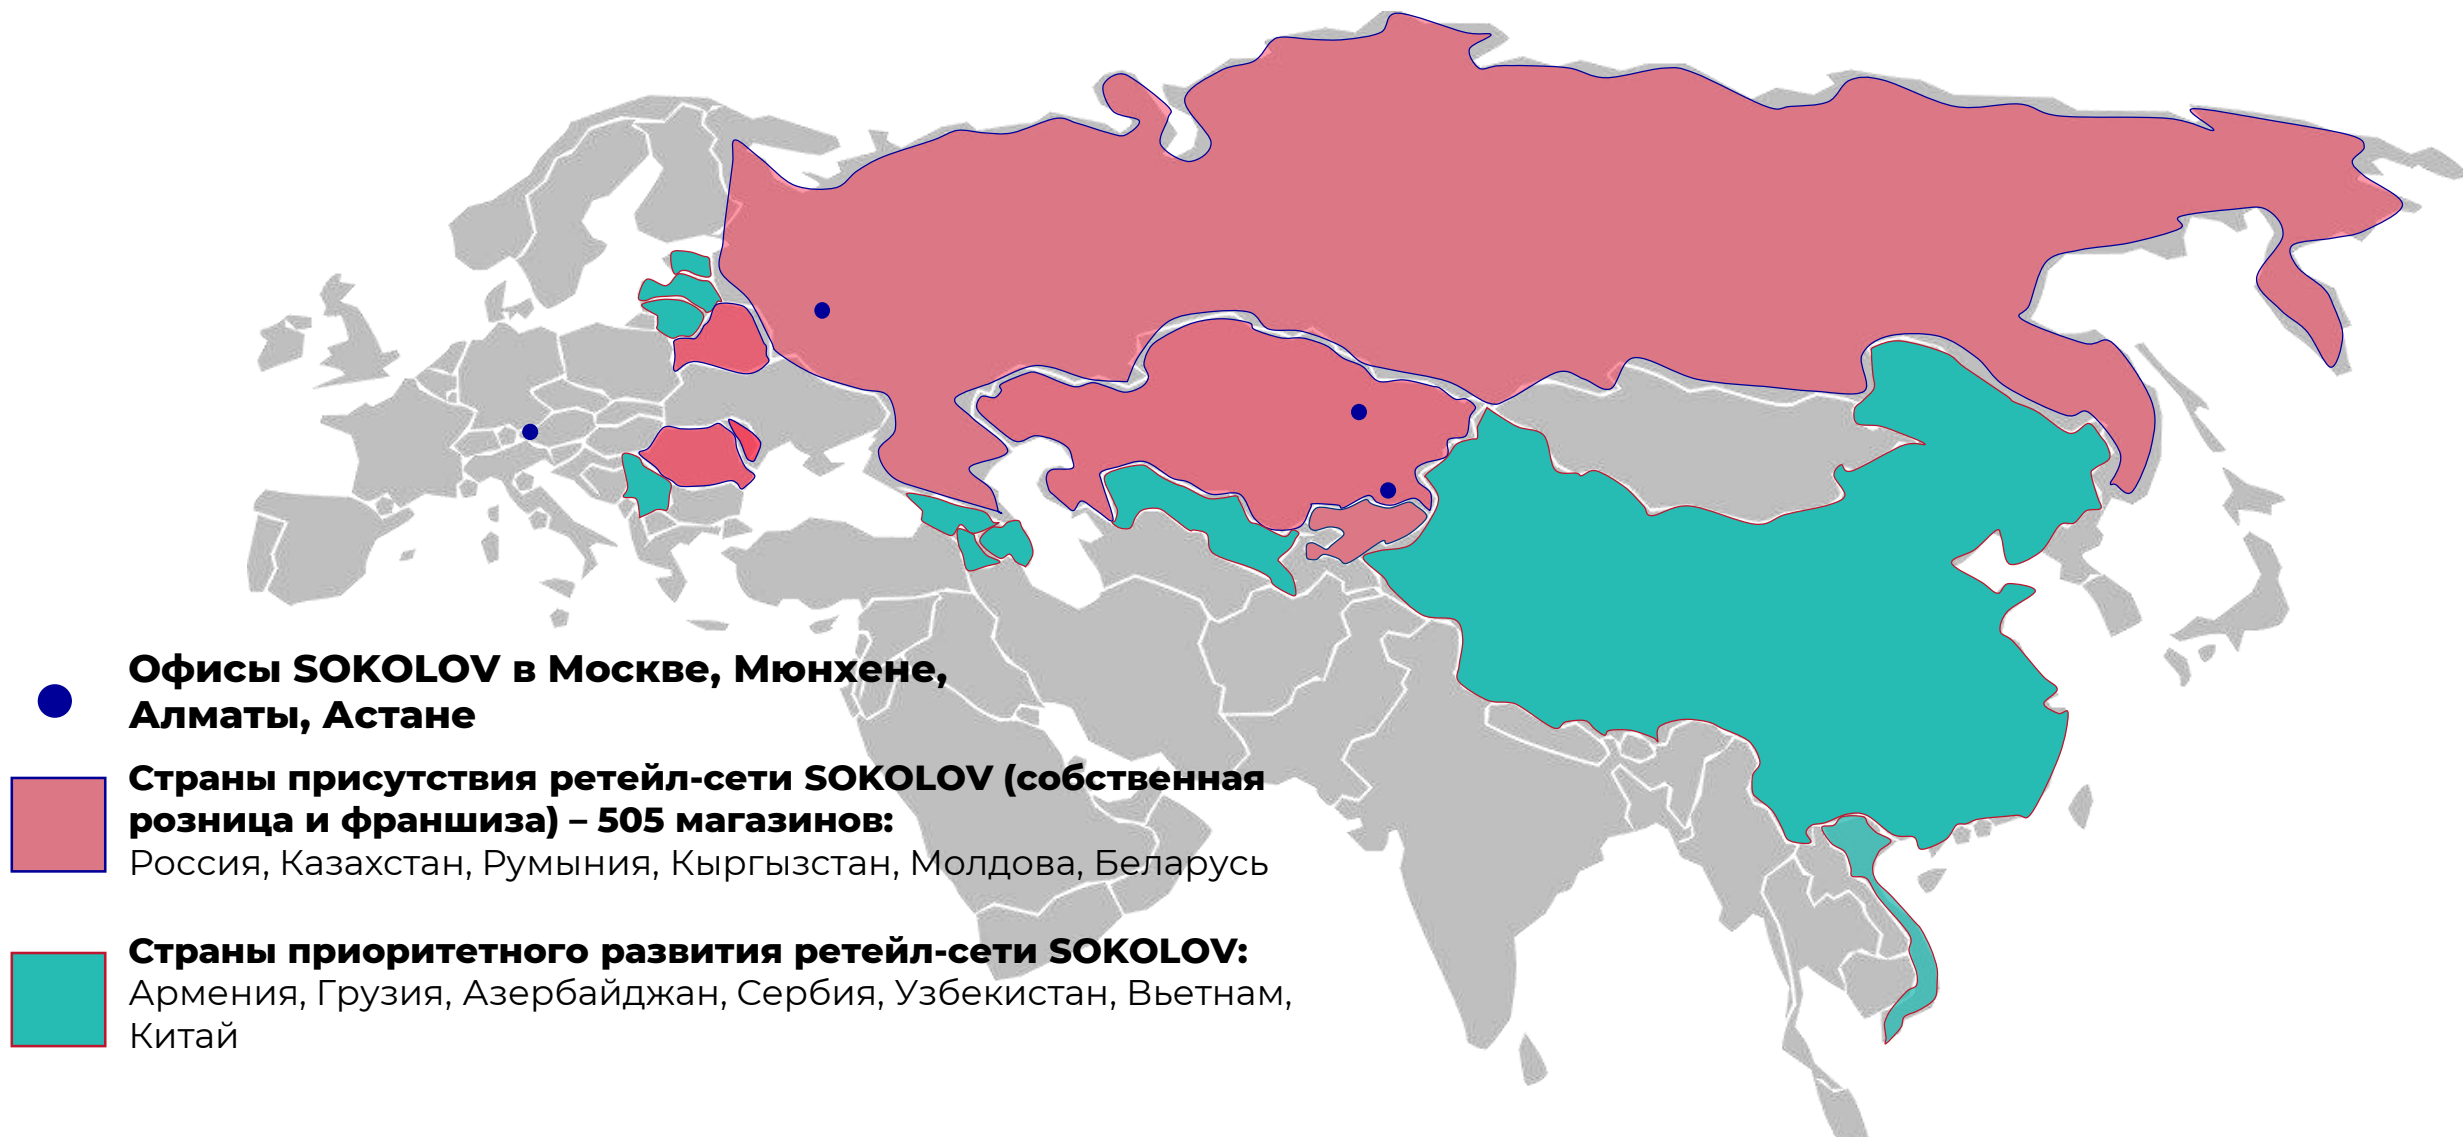 Офисы SOKOLOV в Москве, Мюнхене,
Алматы, Астане
Страны присутствия ретейл-сети SOKOLOV (собственная
розница и франшиза) – 505 магазинов:
Россия, Казахстан, Румыния, Кыргызстан, Молдова, Беларусь
Страны приоритетного развития ретейл-сети SOKOLOV:
Армения, Грузия, Азербайджан, Сербия, Узбекистан, Вьетнам,
Китай